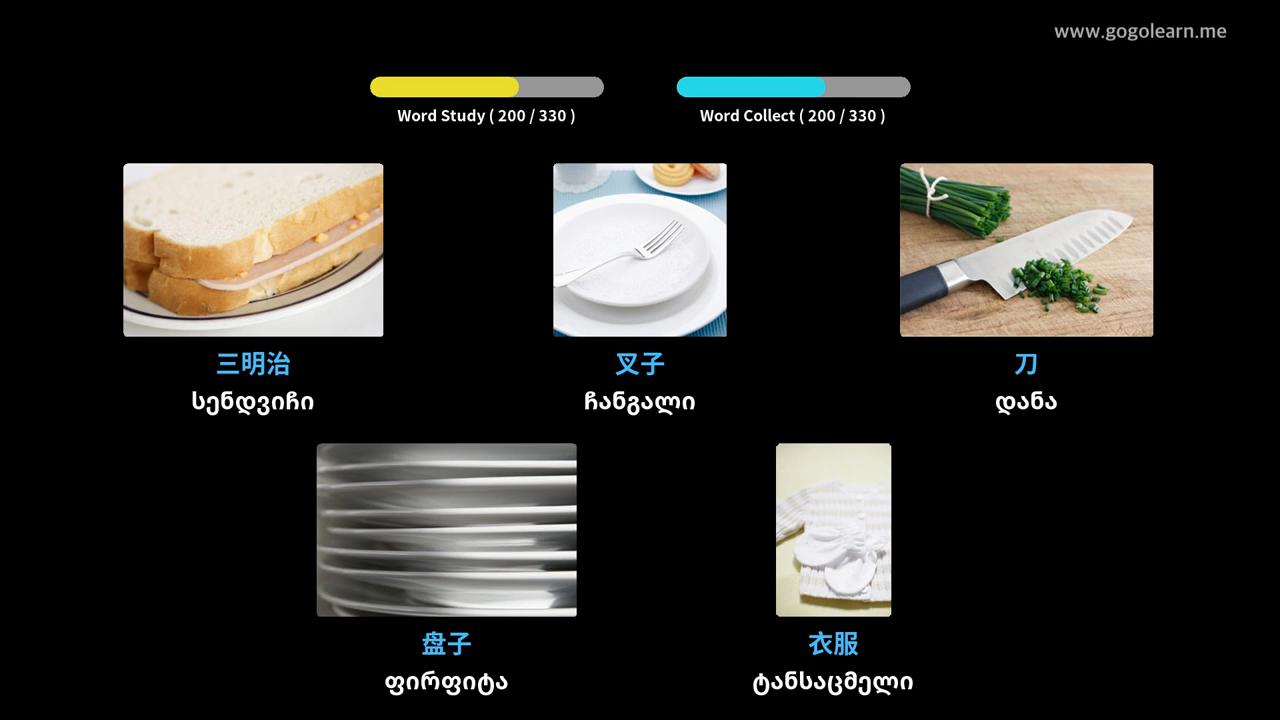 www.gogolearn.me
Word Study ( 200 / 330 )
Word Collect ( 200 / 330 )
三明治
სენდვიჩი
叉子
ჩანგალი
刀
დანა
盘子
ფირფიტა
衣服
ტანსაცმელი